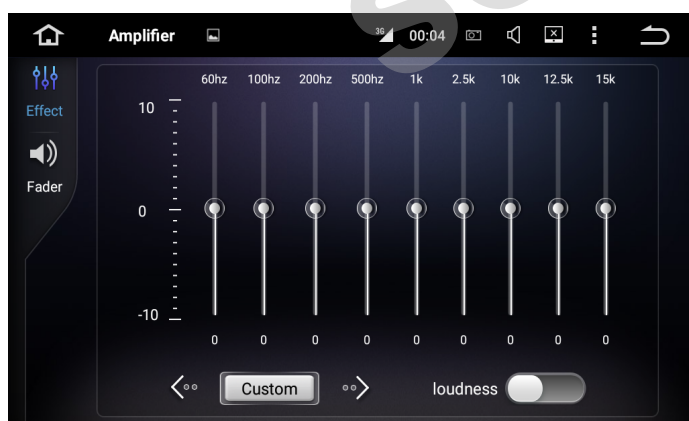 Amplifier 3G 00:04
Effect
Fader
60hz 100hz 200hz 500hz 1k 2.5k 10k 12.5k 15k
10
0
-10
0 0 0 0 0 0 0 0 0
Custom loudness